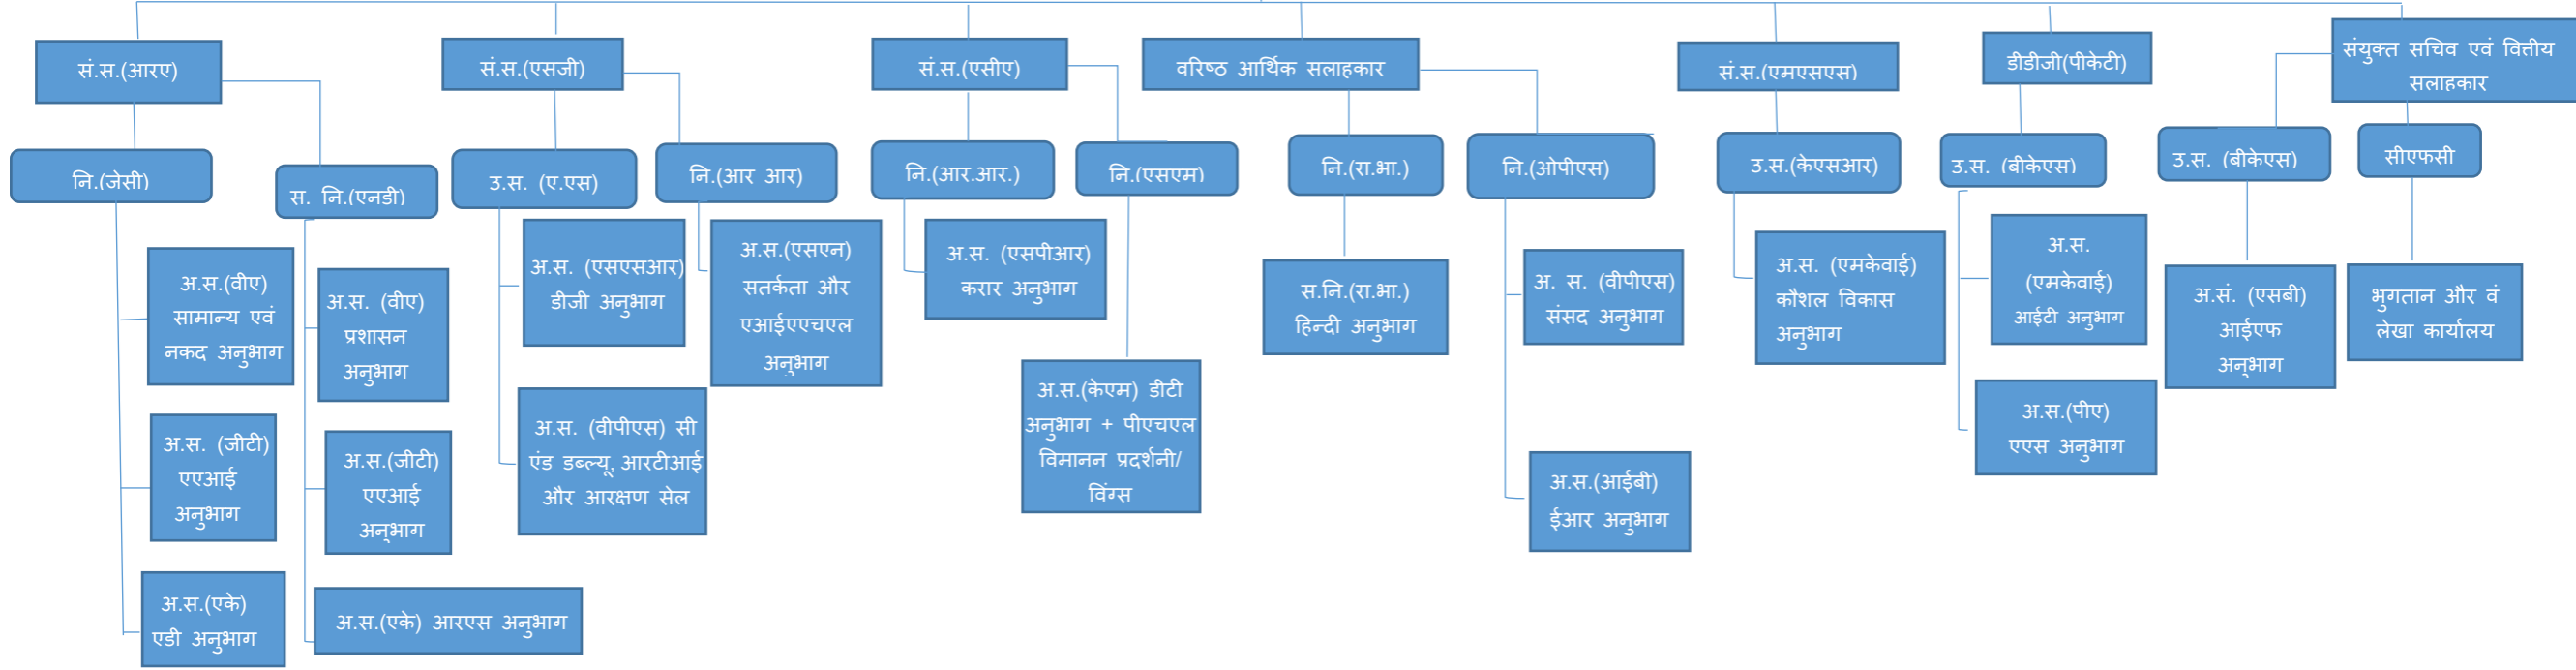 सं.स.(आरए)
सं.स.(एसजी)
सं.स.(एसीए)
वरिष्ठ आर्थिक सलाहकार
सं.स.(एमएसएस)
डीडीजी(पीकेटी)
संयुक्त सचिव एवं वित्तीय
सलाहकार
नि.(जेसी)
स. नि.(एनडी)
उ.स. (ए.एस)
नि.(आर आर)
नि.(आर.आर.)
नि.(एसएम)
नि.(रा.भा.)
नि.(ओपीएस)
उ.स.(केएसआर)
उ.स. (बीकेएस)
उ.स. (बीकेएस)
सीएफसी
अ.स.(वीए)
सामान्य एवं
नकद अनुभाग
अ.स. (वीए)
प्रशासन
अनुभाग
अ.स. (एसएसआर)
डीजी अनुभाग
अ.स.(एसएन)
सतर्कता और
एआईएएचएल
अनुभाग
अ.स. (एसपीआर)
करार अनुभाग
अ.स.(केएम) डीटी
अनुभाग + पीएचएल
विमानन प्रदर्शनी/
विंग्स
स.नि.(रा.भा.)
हिन्दी अनुभाग
अ. स. (वीपीएस)
संसद अनुभाग
अ.स. (एमकेवाई)
कौशल विकास
अनुभाग
अ.स.
(एमकेवाई)
आईटी अनुभाग
अ.सं. (एसबी)
आईएफ
अनुभाग
भुगतान और वं
लेखा कार्यालय
अ.स. (जीटी)
एएआई
अनुभाग
अ.स.(जीटी)
एएआई
अनुभाग
अ.स. (वीपीएस) सी
एंड डब्ल्यू, आरटीआई
और आरक्षण सेल
अ.स.(आईबी)
ईआर अनुभाग
अ.स.(पीए)
एएस अनुभाग
अ.स.(एके)
एडी अनुभाग
अ.स.(एके) आरएस अनुभाग